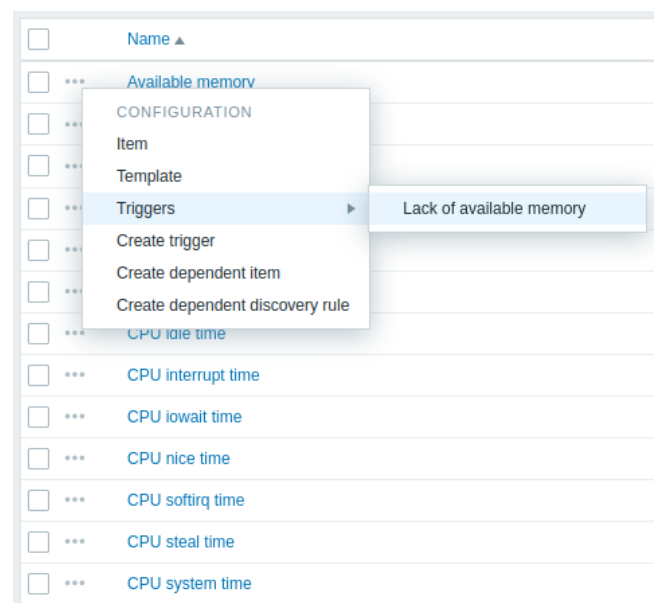 Name ▲
Available memory
CONFIGURATION
Item
Template
Triggers
Lack of available memory
Create trigger
Create dependent item
Create dependent discovery rule
CPU idle time
CPU interrupt time
CPU iowait time
CPU nice time
CPU softirq time
CPU steal time
CPU system time